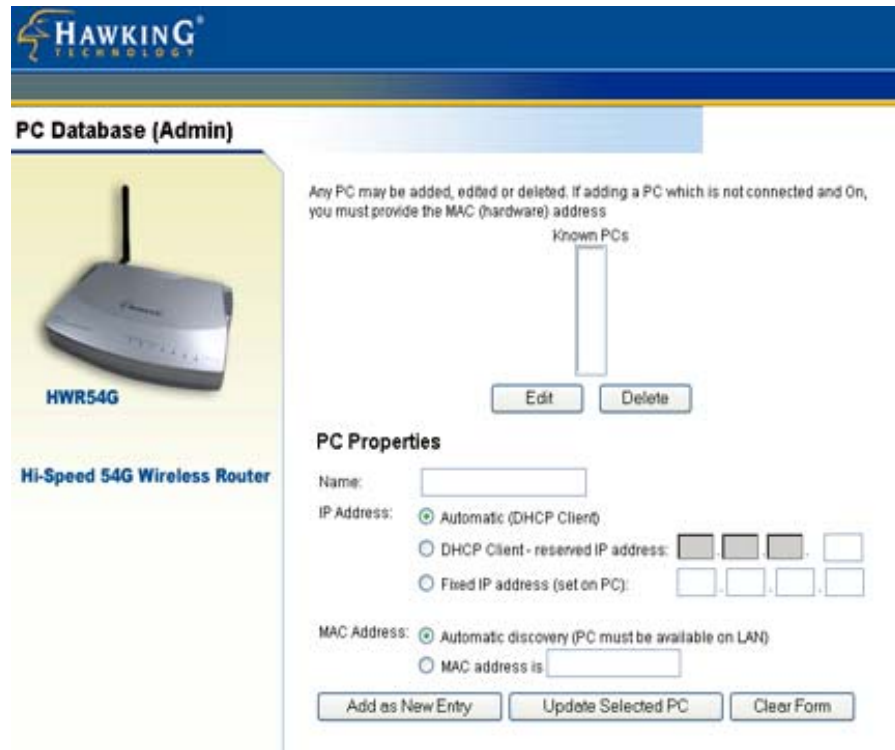 HAWKING®
TECHNOLOGY
PC Database (Admin)
Any PC may be added, edited or deleted. If adding a PC which is not connected and On,
you must provide the MAC (hardware) address
Known PCs
Edit Delete
HWR54G
Hi-Speed 54G Wireless Router
PC Properties
Name:
IP Address: Automatic (DHCP Client)
DHCP Client - reserved IP address: . . .
Fixed IP address (set on PC): . . .
MAC Address: Automatic discovery (PC must be available on LAN)
MAC address is
Add as New Entry Update Selected PC Clear Form